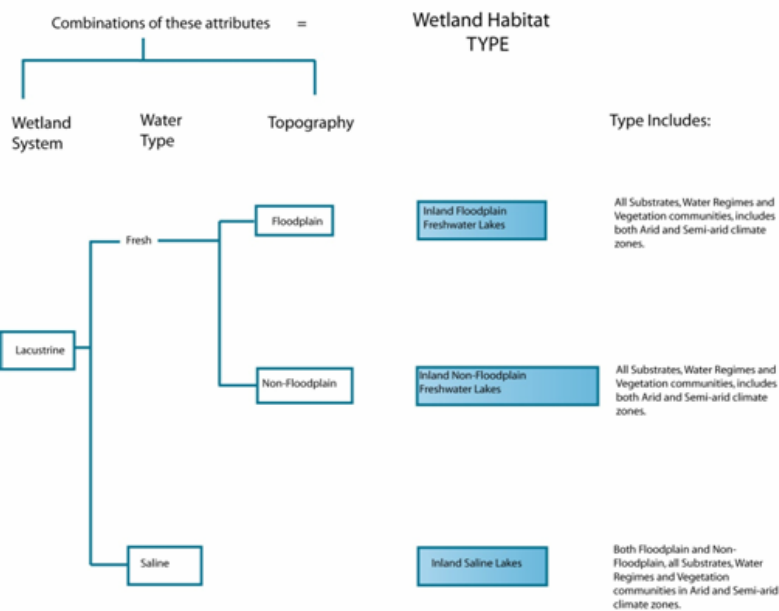 Combinations of these attributes =
Wetland Habitat
TYPE
Wetland
System
Water
Type
Topography
Type Includes:
Floodplain
Inland Floodplain
Freshwater Lakes
All Substrates, Water Regimes and
Vegetation communities, includes
both Arid and Semi-arid climate
zones.
Fresh
Lacustrine
Non-Floodplain
Inland Non-Floodplain
Freshwater Lakes
All Substrates, Water Regimes and
Vegetation communities, includes
both Arid and Semi-arid climate
zones.
Saline
Inland Saline Lakes
Both Floodplain and Non-
Floodplain, all Substrates, Water
Regimes and Vegetation
communities in Arid and Semi-arid
climate zones.